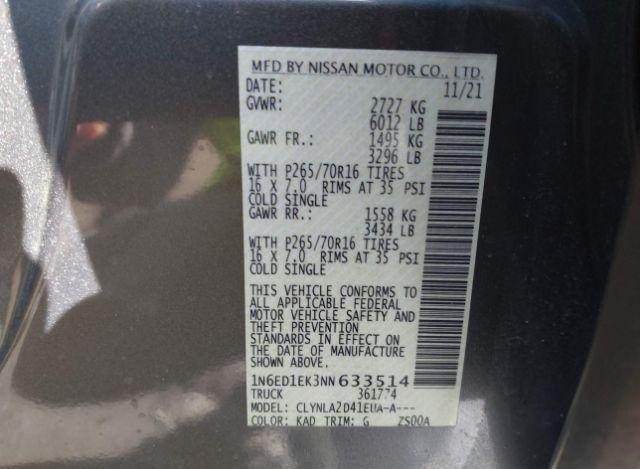 MFD BY NISSAN MOTOR CO., LTD.
DATE: 11/21
GVWR: 2727 KG
6012 LB
GAWR FR.: 1495 KG
3296 LB
WITH P265/70R16 TIRES
16 X 7.0 RIMS AT 35 PSI
COLD SINGLE
GAWR RR.: 1558 KG
3434 LB
WITH P265/70R16 TIRES
16 X 7.0 RIMS AT 35 PSI
COLD SINGLE
THIS VEHICLE CONFORMS TO
ALL APPLICABLE FEDERAL
MOTOR VEHICLE SAFETY AND
THEFT PREVENTION
STANDARDS IN EFFECT ON
THE DATE OF MANUFACTURE
SHOWN ABOVE.
1N6ED1EK3NN633514
TRUCK 361774
MODEL: CLYNLA2D41EUA-A---
COLOR: KAD TRIM: G ZS00A